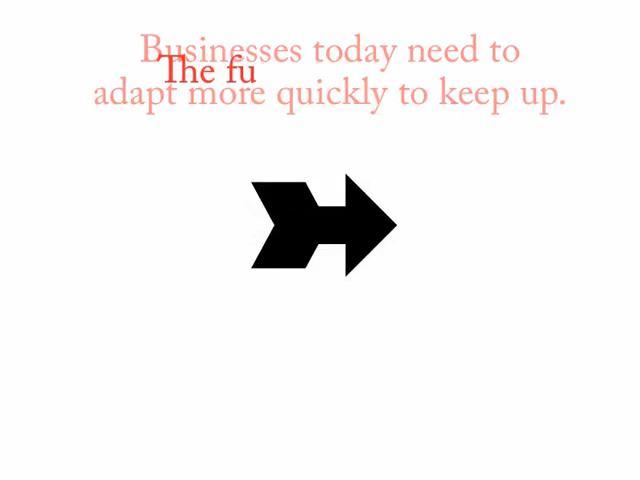 Businesses today need to
The fu
adapt more quickly to keep up.